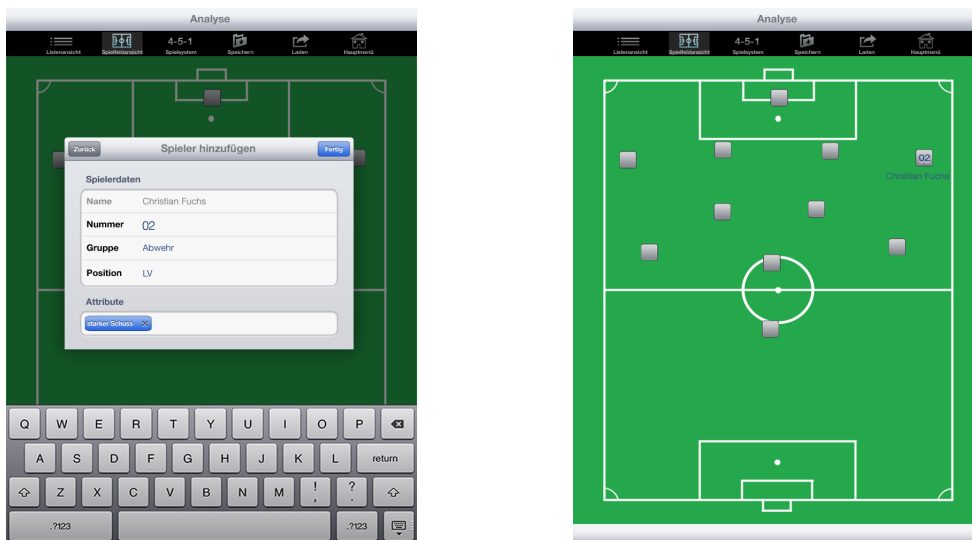 Analyse
4-5-1
Listenansicht Spielfeldansicht Spielsystem Speichern Laden Hauptmenü
Zurück Spieler hinzufügen Fertig
Spielerdaten
Name Christian Fuchs
Nummer 02
Gruppe Abwehr
Position LV
Attribute
starker Schuss
Q W E R T Y U I O P
A S D F G H J K L return
Z X C V B N M ! , ? .
.?123 .?123
Analyse
4-5-1
Listenansicht Spielfeldansicht Spielsystem Speichern Laden Hauptmenü
02
Christian Fuchs